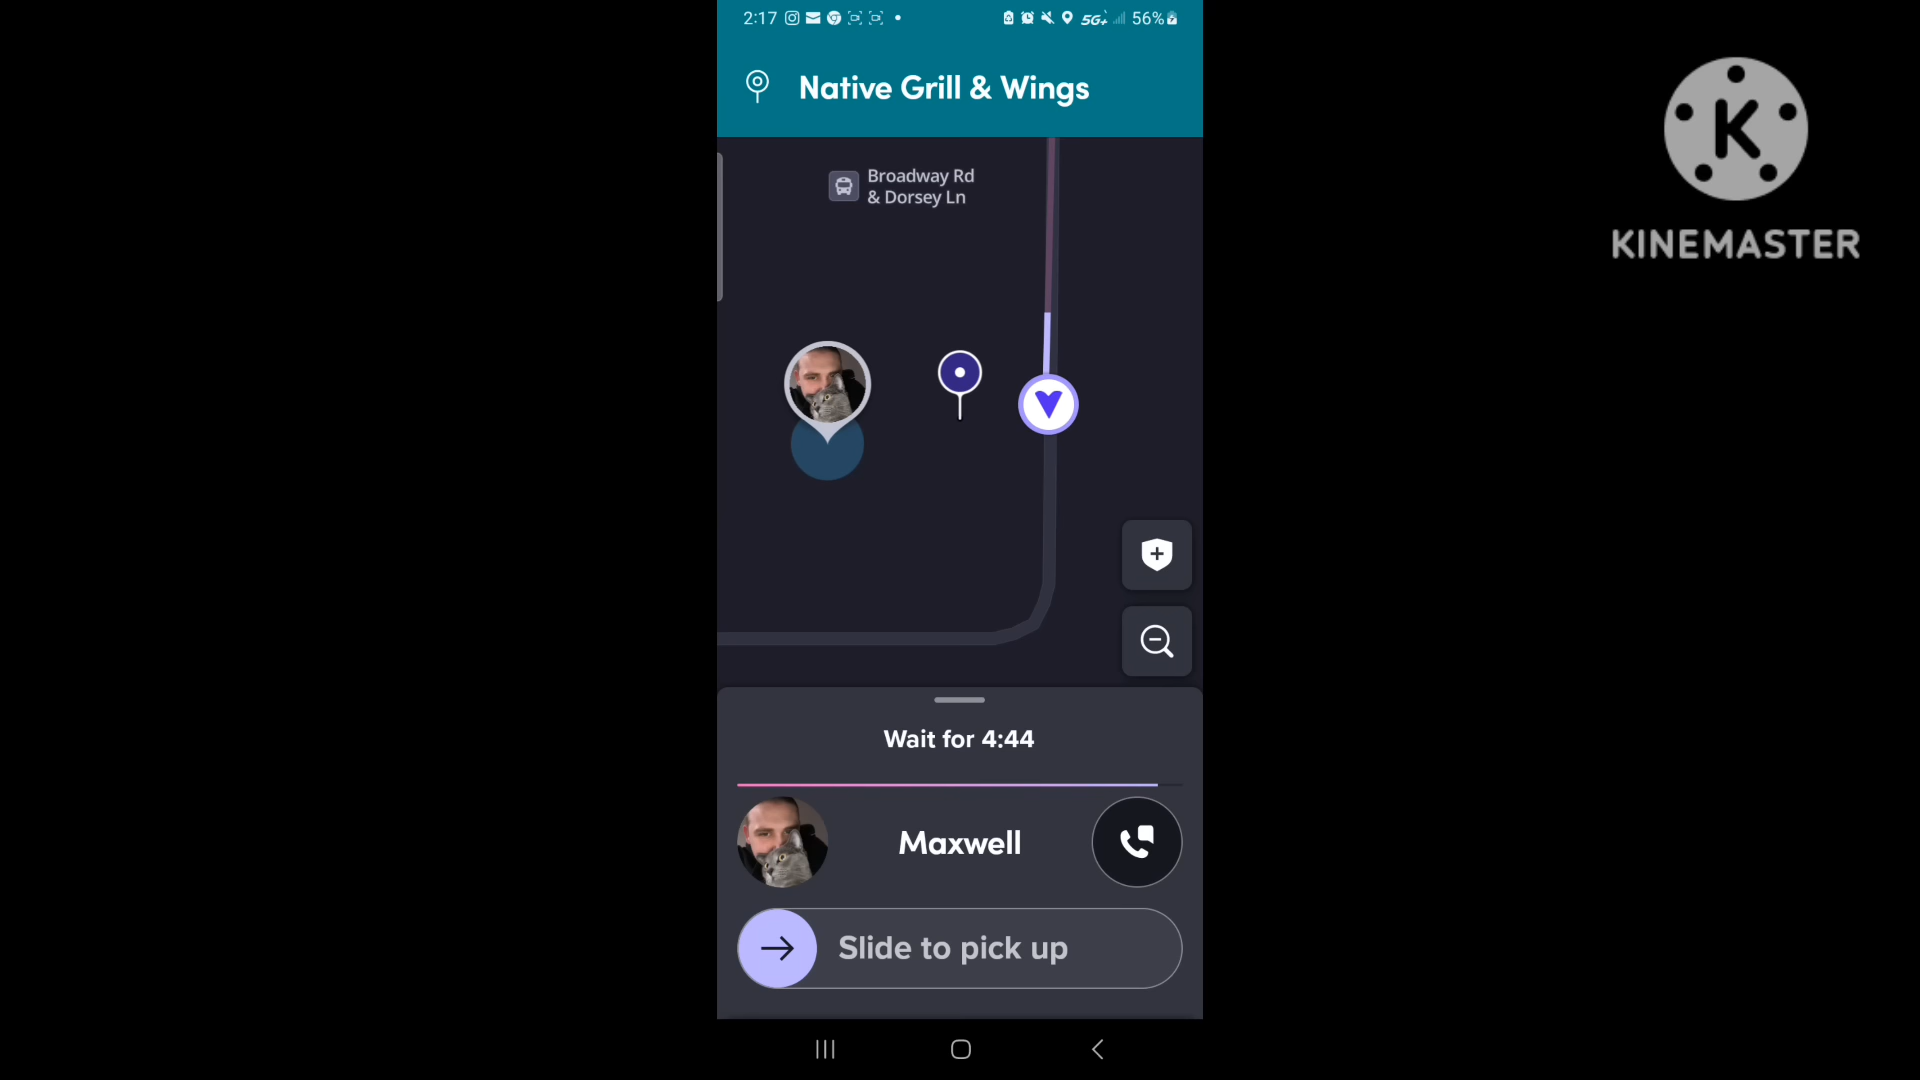 2:17
5G+ 56%
Native Grill & Wings
K
KINEMASTER
Broadway Rd
& Dorsey Ln
Wait for 4:44
Maxwell
Slide to pick up